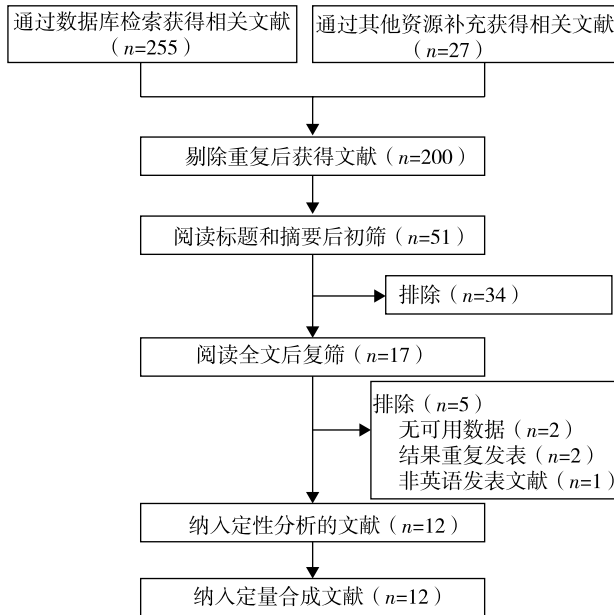 通过数据库检索获得相关文献
（n=255）
通过其他资源补充获得相关文献
（n=27）
剔除重复后获得文献（n=200）
阅读标题和摘要后初筛（n=51）
排除（n=34）
阅读全文后复筛（n=17）
排除（n=5）
无可用数据（n=2）
结果重复发表（n=2）
非英语发表文献（n=1）
纳入定性分析的文献（n=12）
纳入定量合成文献（n=12）